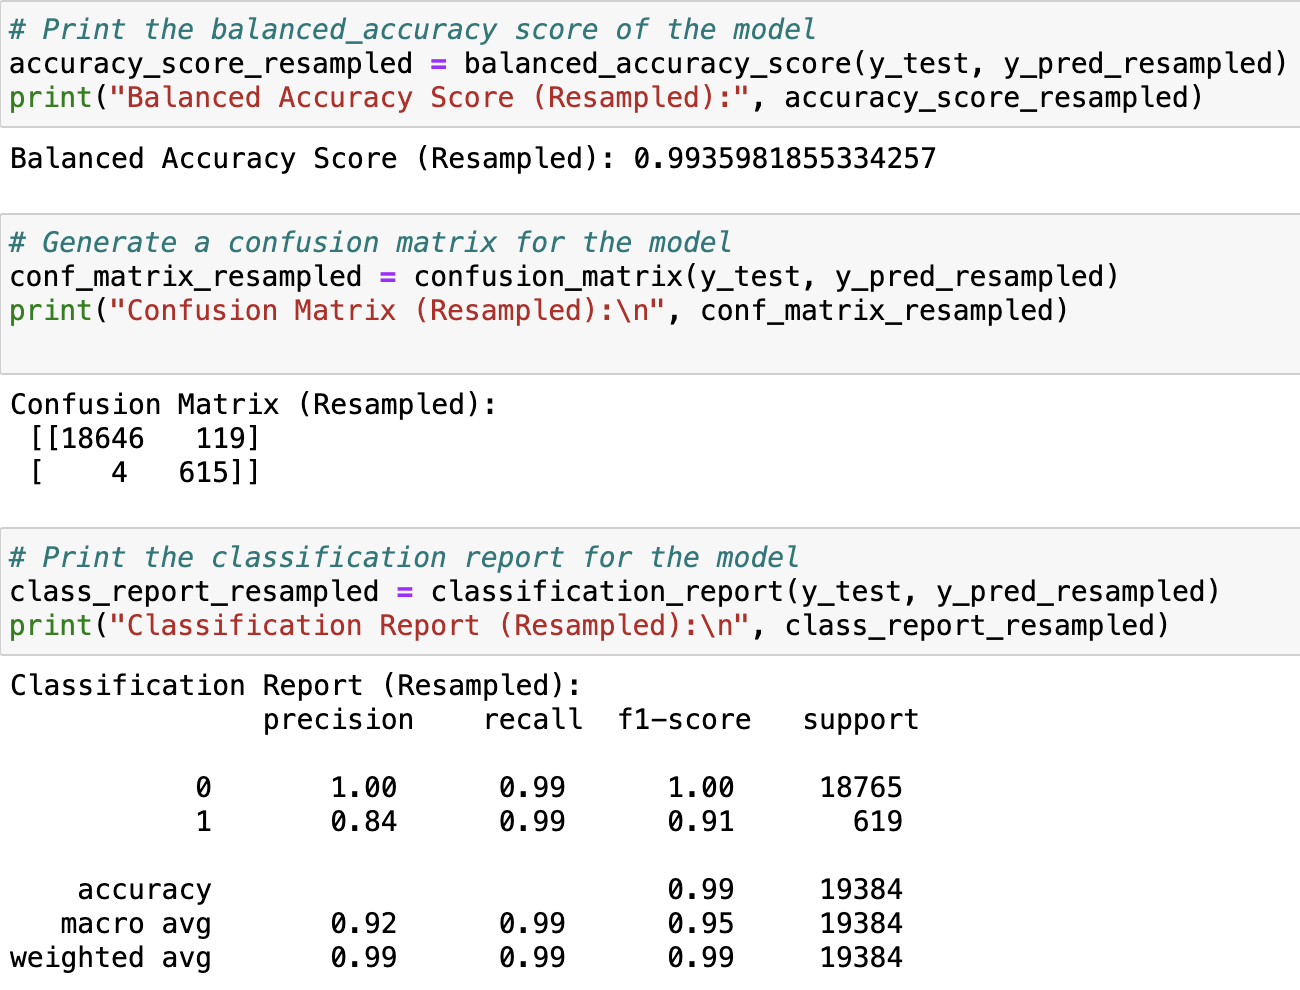 # Print the balanced_accuracy score of the model
accuracy_score_resampled = balanced_accuracy_score(y_test, y_pred_resampled)
print("Balanced Accuracy Score (Resampled):", accuracy_score_resampled)
Balanced Accuracy Score (Resampled): 0.9935981855334257
# Generate a confusion matrix for the model
conf_matrix_resampled = confusion_matrix(y_test, y_pred_resampled)
print("Confusion Matrix (Resampled):\n", conf_matrix_resampled)
Confusion Matrix (Resampled):
 [[18646   119]
 [    4   615]]
# Print the classification report for the model
class_report_resampled = classification_report(y_test, y_pred_resampled)
print("Classification Report (Resampled):\n", class_report_resampled)
Classification Report (Resampled):
               precision    recall  f1-score   support
           0       1.00      0.99      1.00     18765
           1       0.84      0.99      0.91       619
    accuracy                           0.99     19384
   macro avg       0.92      0.99      0.95     19384
weighted avg       0.99      0.99      0.99     19384